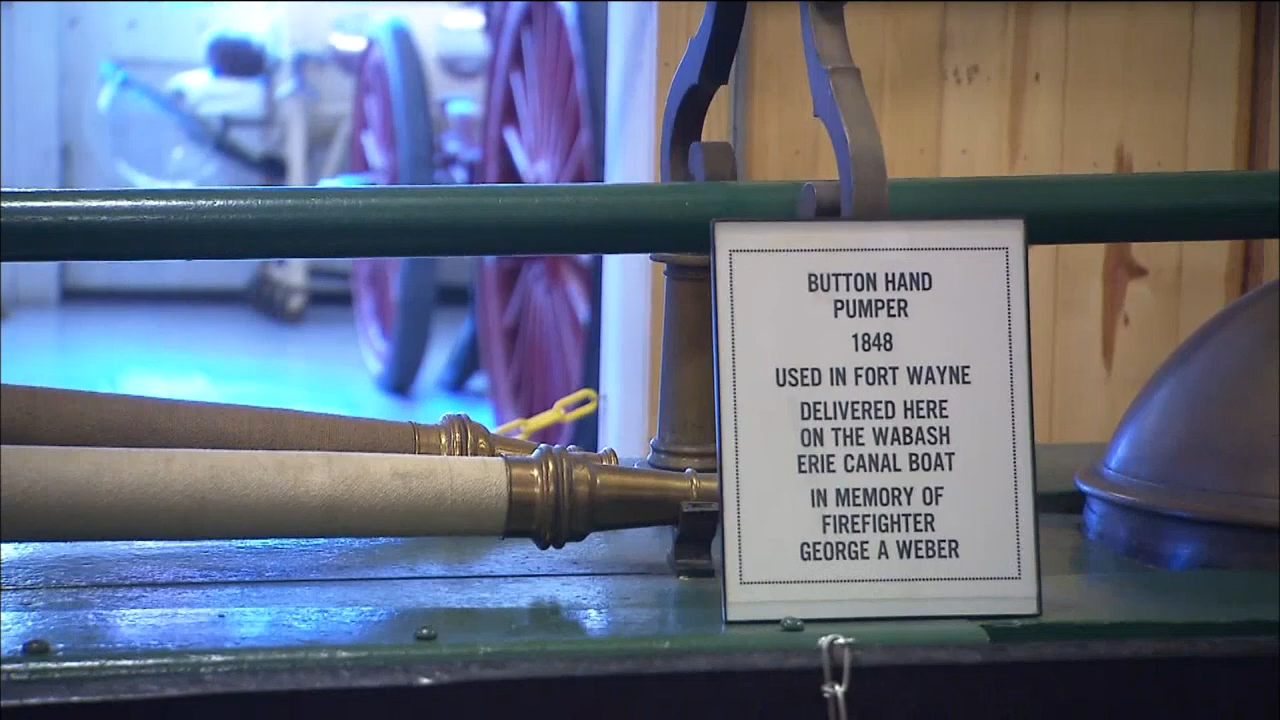 BUTTON HAND
PUMPER
1848
USED IN FORT WAYNE
DELIVERED HERE
ON THE WABASH
ERIE CANAL BOAT
IN MEMORY OF
FIREFIGHTER
GEORGE A WEBER